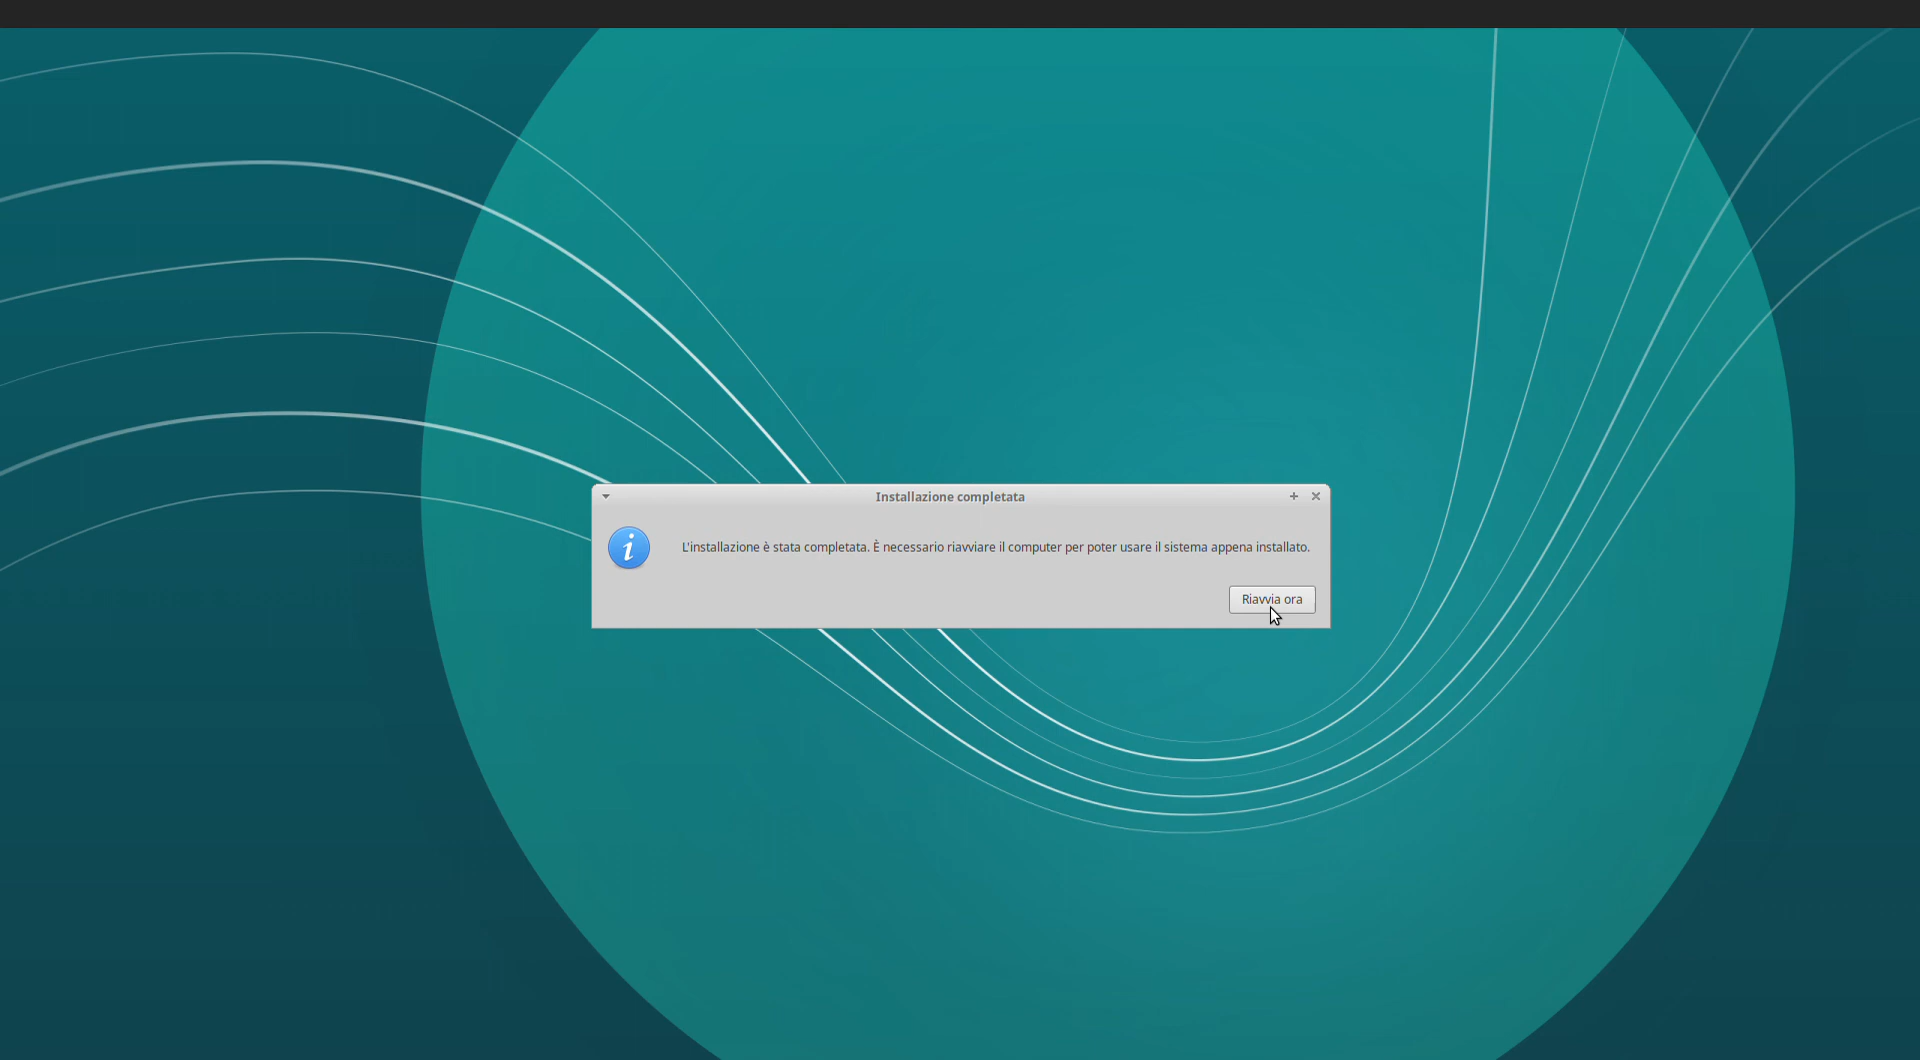 Installazione completata
L'installazione è stata completata. È necessario riavviare il computer per poter usare il sistema appena installato.
Riavvia ora